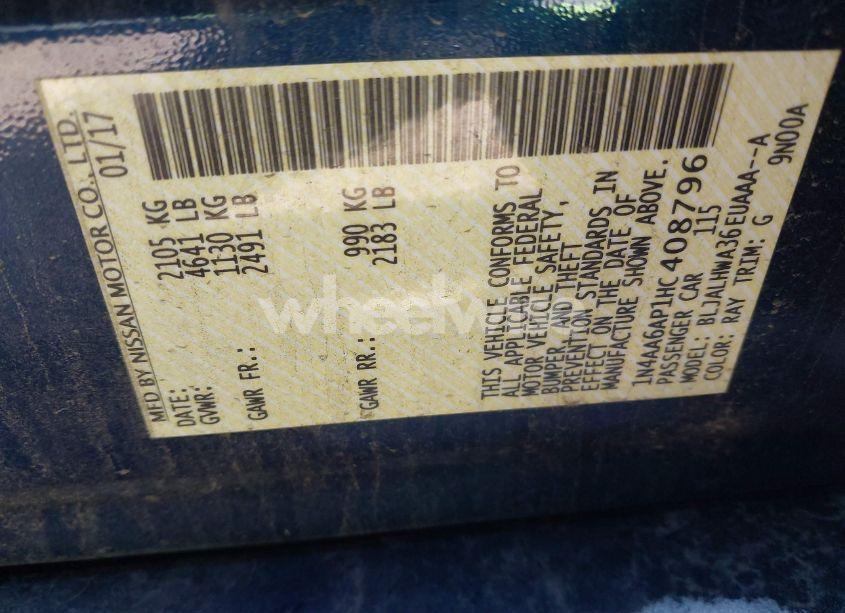 MFD BY NISSAN MOTOR CO., LTD.
DATE: 01/17
GVWR: 2105 KG
4641 LB
GAWR FR.: 1130 KG
2491 LB
GAWR RR.: 990 KG
2183 LB
THIS VEHICLE CONFORMS TO
ALL APPLICABLE FEDERAL
MOTOR VEHICLE SAFETY,
BUMPER, AND THEFT
PREVENTION STANDARDS IN
EFFECT ON THE DATE OF
MANUFACTURE SHOWN ABOVE.
1N4AA6AP1HC408796
PASSENGER CAR 115
MODEL: BLJALHWA36EUAAA--A
COLOR: RAY TRIM: G 9N00A